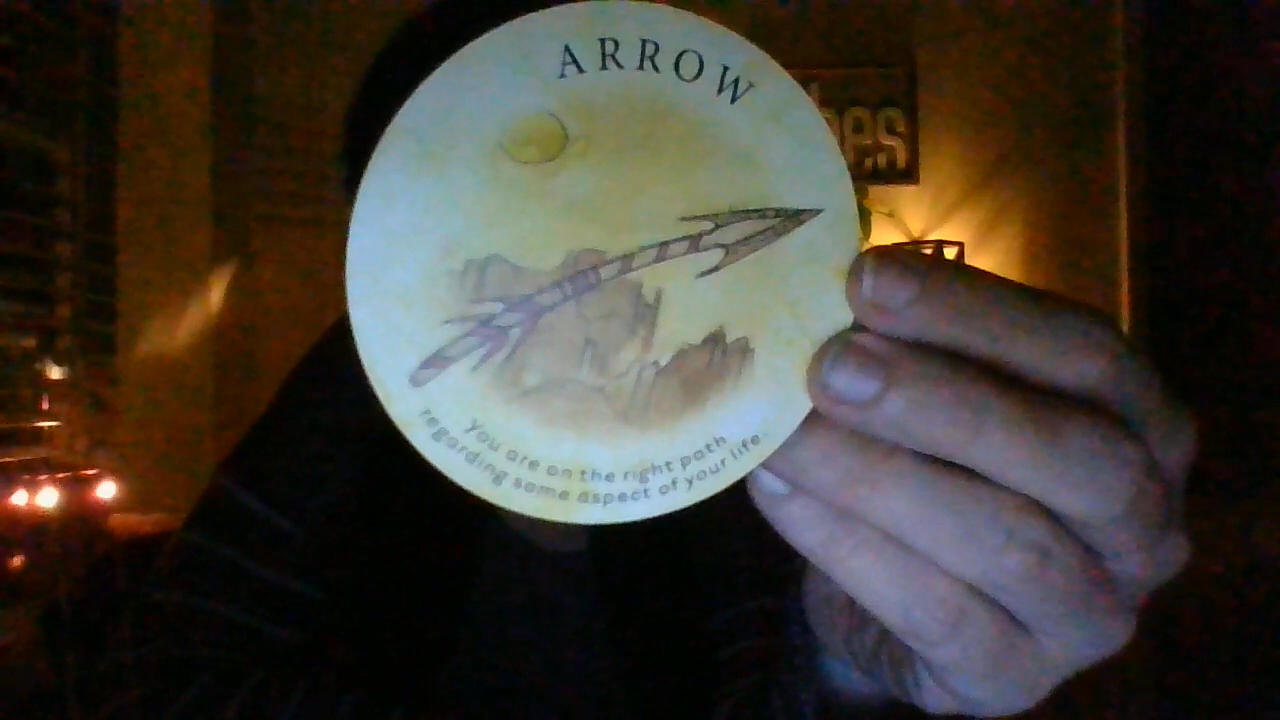 ARROW
You are on the right path
regarding some aspect of your life.